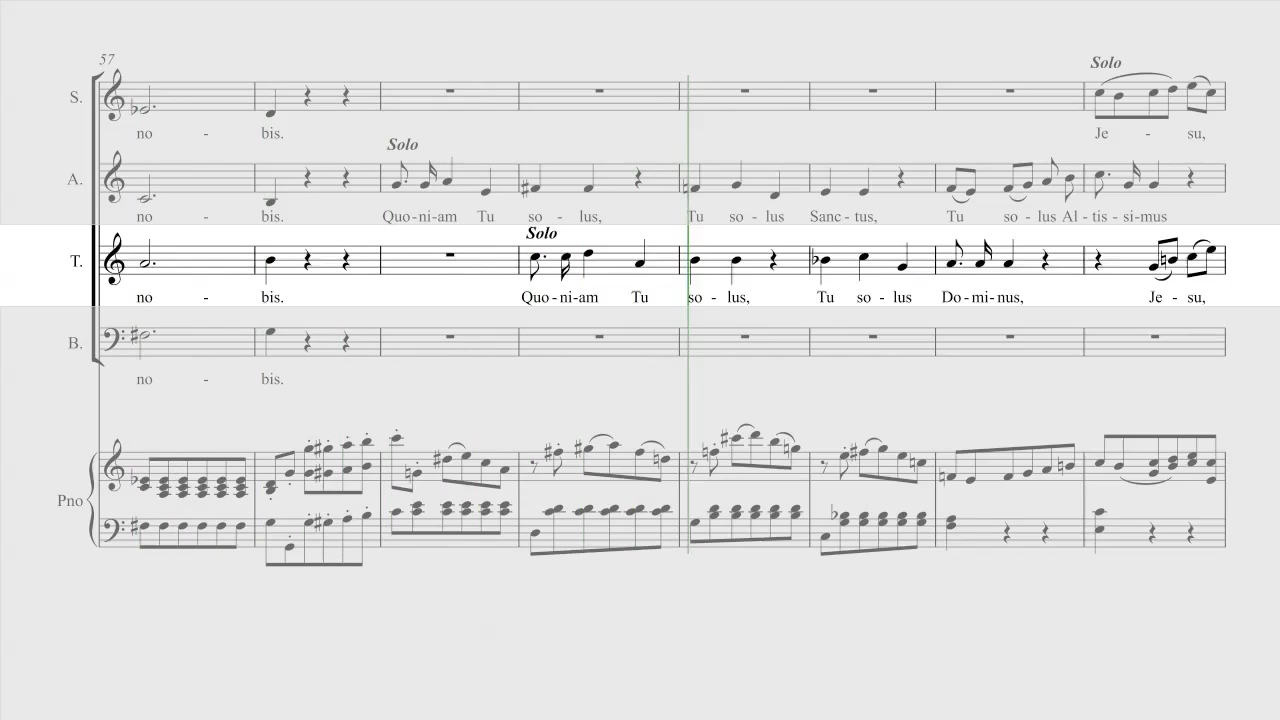 57
Solo
S.
no - bis. Je - su,
Solo
A.
no - bis. Quo-ni-am Tu so - lus, Tu so - lus Sanc - tus, Tu so - lus Al - tis - si-mus
Solo
T.
no - bis. Quo-ni-am Tu so - lus, Tu so - lus Do-mi-nus, Je - su,
B.
no - bis.
Pno